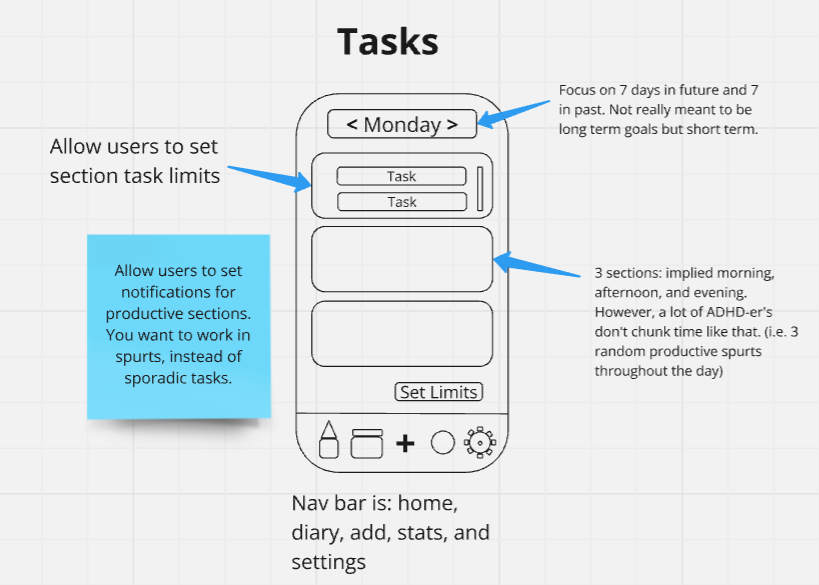 Tasks
Focus on 7 days in future and 7
in past. Not really meant to be
long term goals but short term.
< Monday >
Allow users to set
section task limits
Task
Task
Allow users to set
notifications for
productive sections.
You want to work in
spurts, instead of
sporadic tasks.
3 sections: implied morning,
afternoon, and evening.
However, a lot of ADHD-er's
don't chunk time like that. (i.e. 3
random productive spurts
throughout the day)
Set Limits
+
Nav bar is: home,
diary, add, stats, and
settings